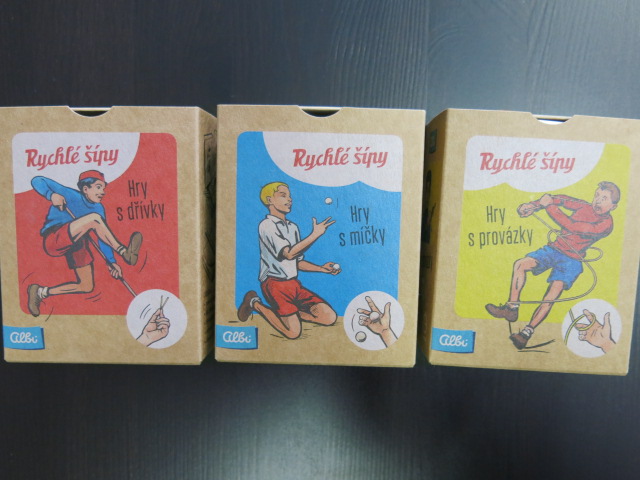 Rychlé šípy
Hry
s dřívky
Albi
Rychlé šípy
Hry
s míčky
Albi
Rychlé šípy
Hry
s provázky
Albi